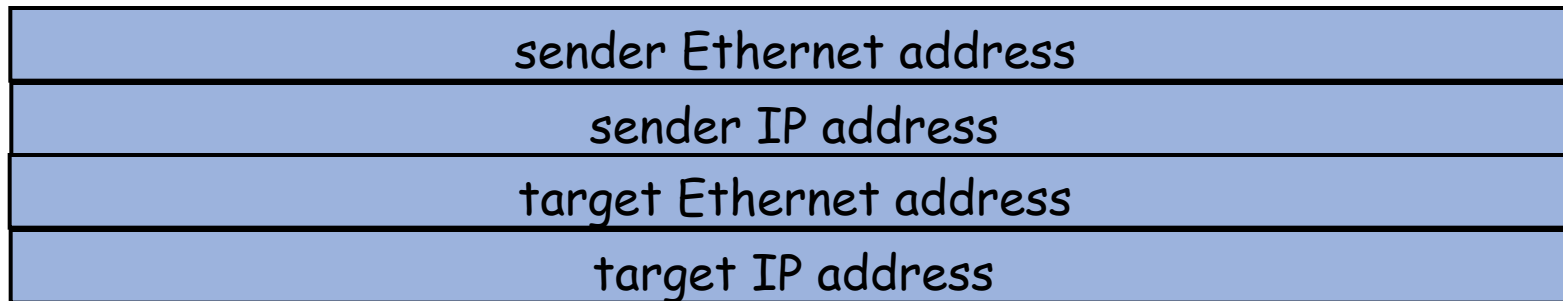 sender Ethernet address
sender IP address
target Ethernet address
target IP address